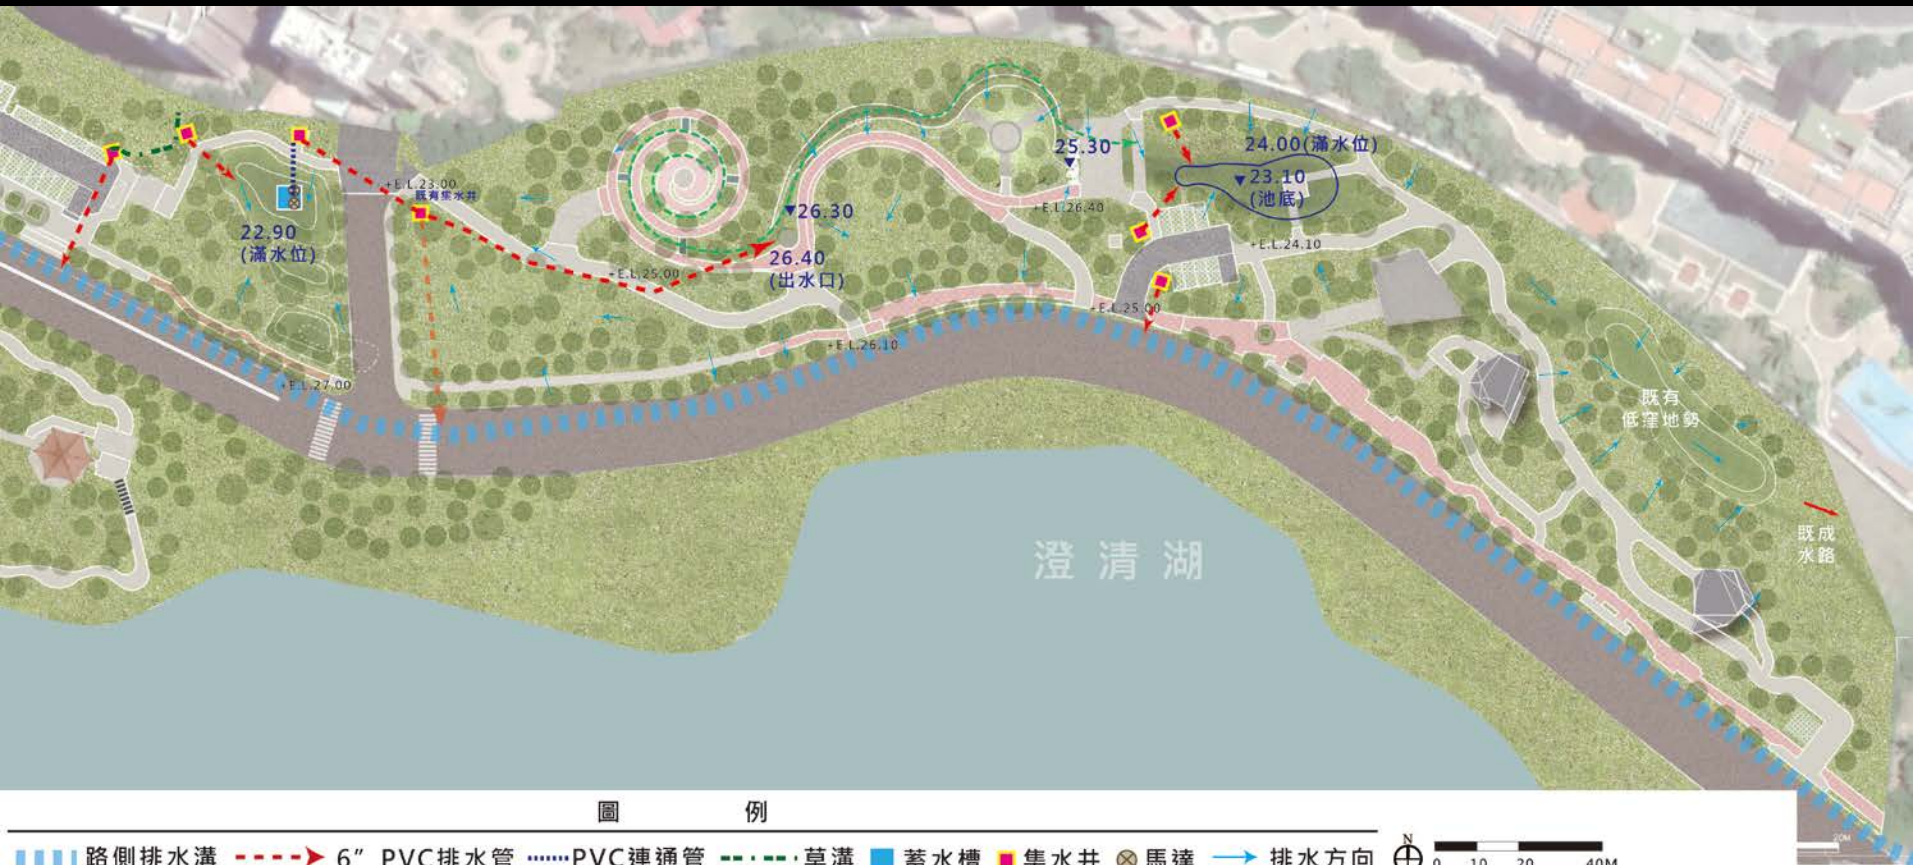 24.00(滿水位)
25.30
23.10
(池底)
+E.L.23.00
既有集水井
+E.L.26.40
26.30
22.90
(滿水位)
+E.L.24.10
26.40
(出水口)
+E.L.25.00
+E.L.25.00
+E.L.26.10
+E.L.27.00
既有
低窪地勢
既成
水路
澄清湖
圖 例
路側排水溝 6" PVC排水管 PVC連通管 草溝 蓄水槽 集水井 馬達 排水方向
N
0 10 20 40M
20M